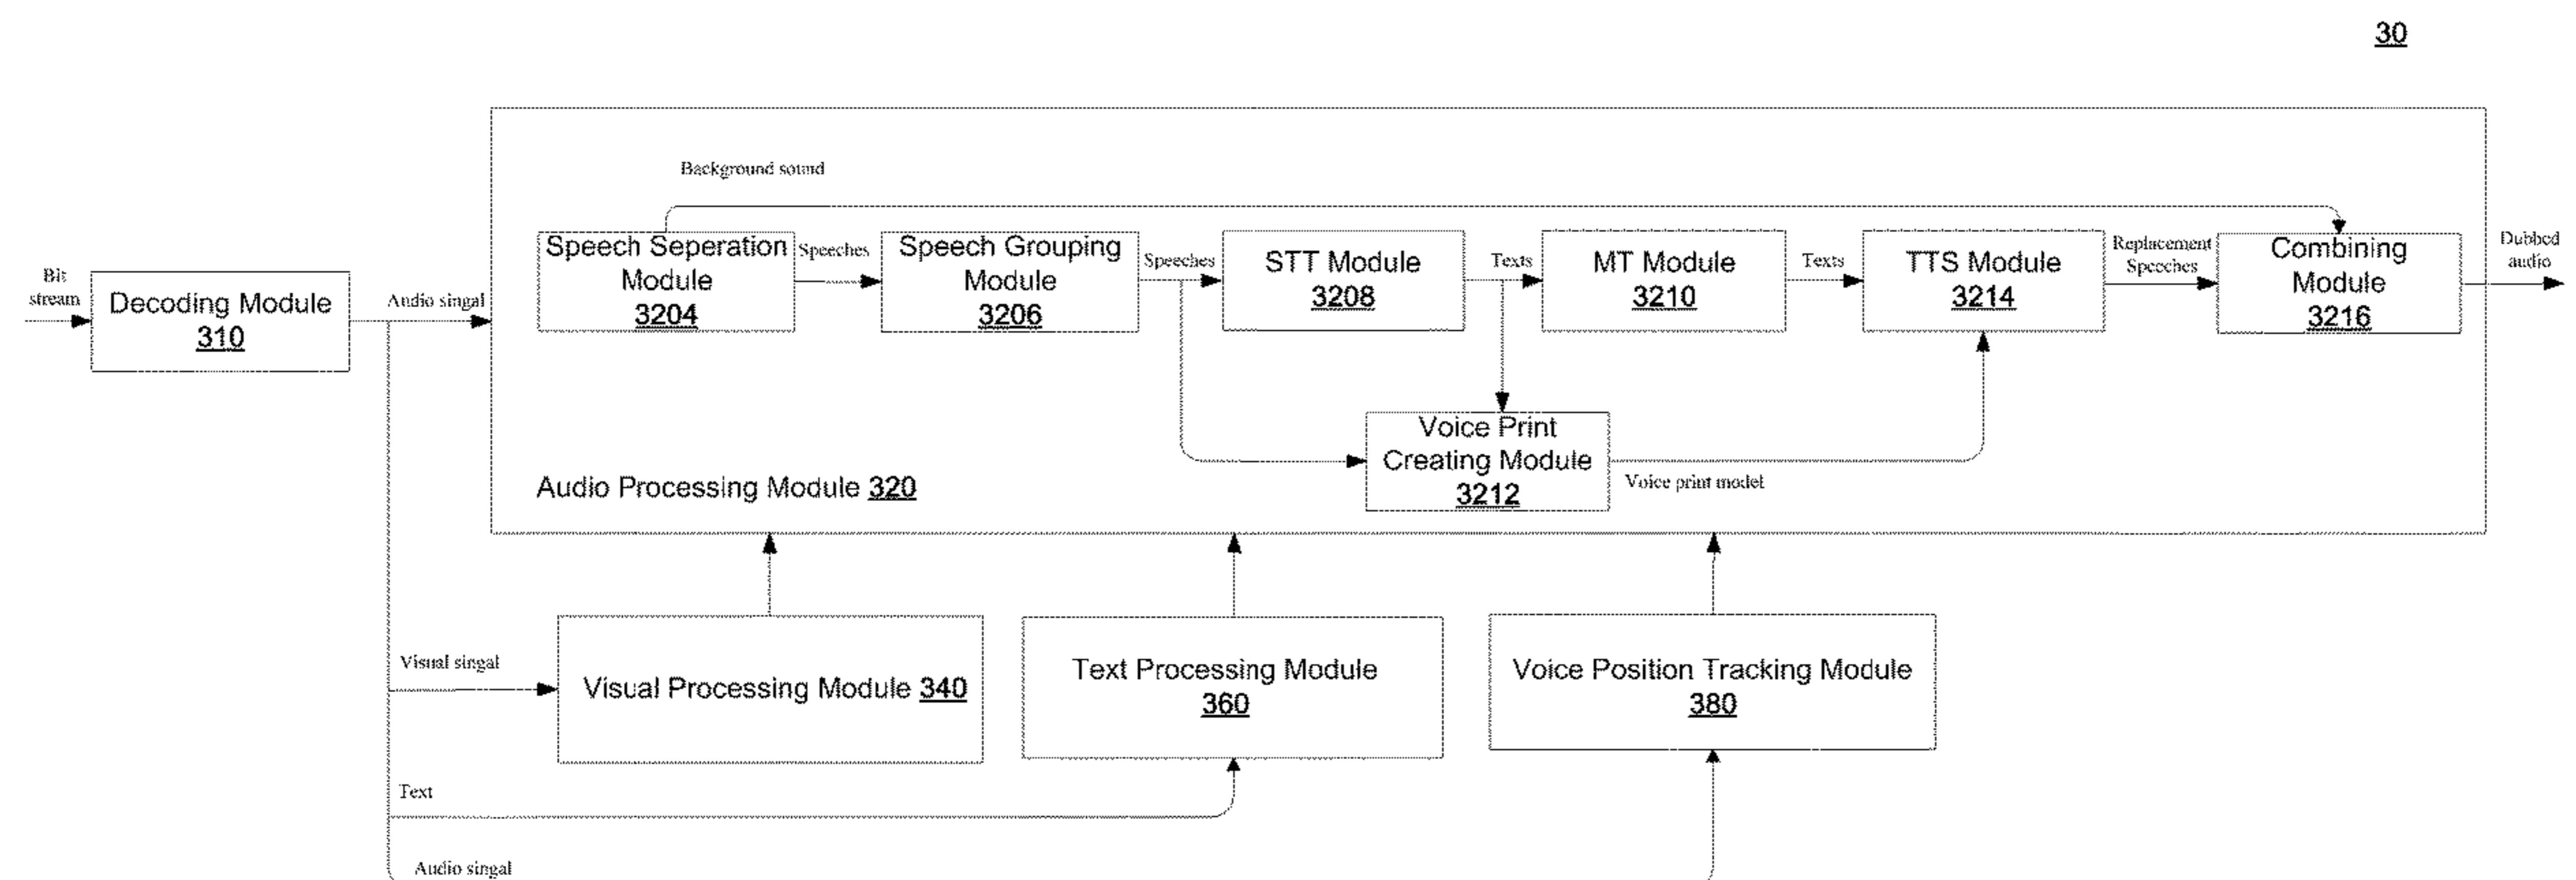 30
Background sound
Speech Seperation
Module
3204
Speeches
Speech Grouping
Module
3206
Speeches
STT Module
3208
Texts
MT Module
3210
Texts
TTS Module
3214
Replacement
Speeches
Combining
Module
3216
Dubbed
audio
Bit
stream
Decoding Module
310
Audio singal
Voice Print
Creating Module
3212
Voice print model
Audio Processing Module 320
Visual singal
Visual Processing Module 340
Text Processing Module
360
Voice Position Tracking Module
380
Text
Audio singal